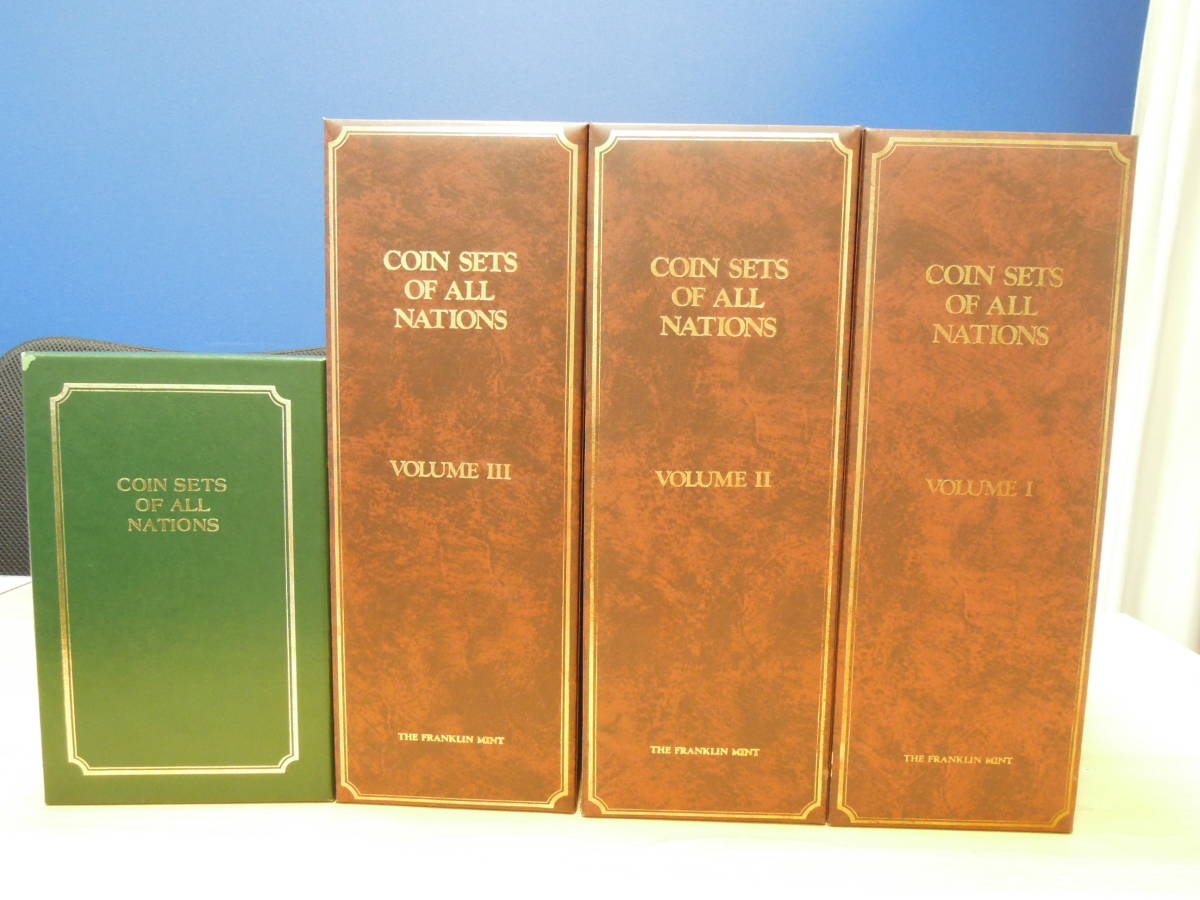 COIN SETS
OF ALL
NATIONS
COIN SETS
OF ALL
NATIONS
VOLUME III
THE FRANKLIN MINT
COIN SETS
OF ALL
NATIONS
VOLUME II
THE FRANKLIN MINT
COIN SETS
OF ALL
NATIONS
VOLUME I
THE FRANKLIN MINT